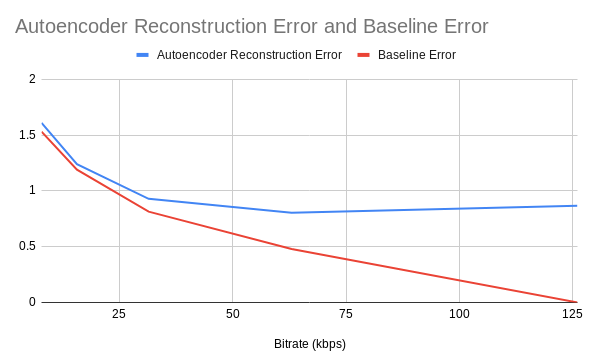 Autoencoder Reconstruction Error and Baseline Error
Autoencoder Reconstruction Error Baseline Error
2
1.5
1
0.5
0
25 50 75 100 125
Bitrate (kbps)